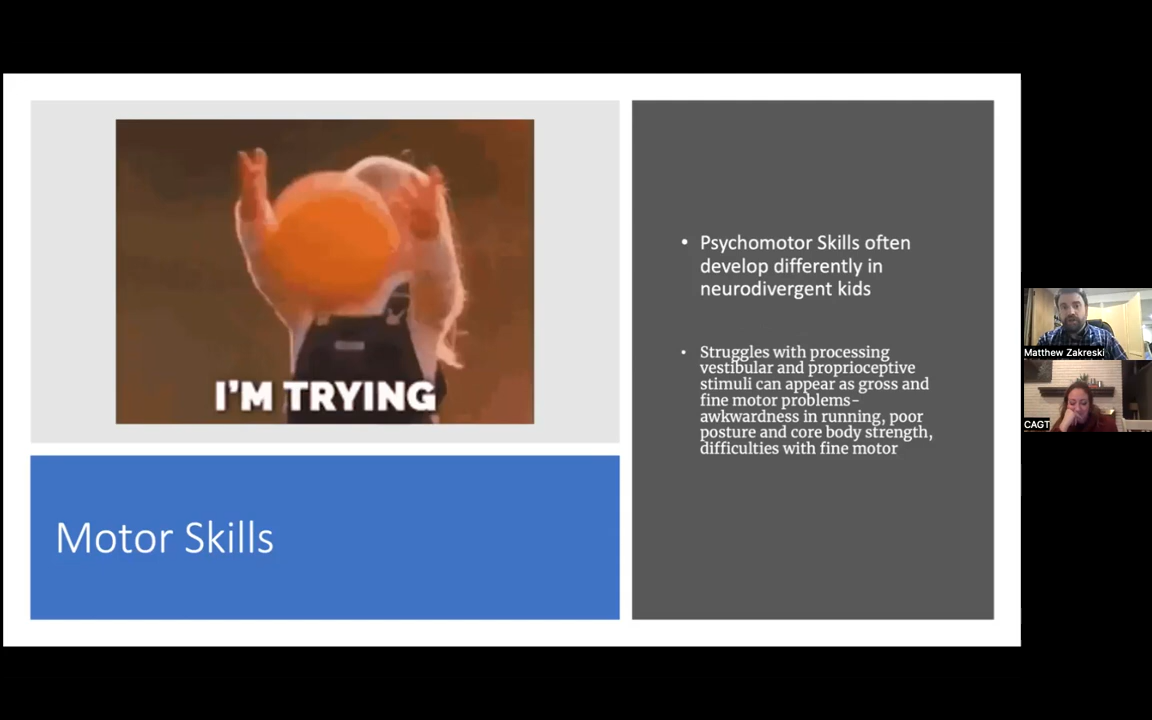 I'M TRYING
Motor Skills
• Psychomotor Skills often
develop differently in
neurodivergent kids
• Struggles with processing
vestibular and proprioceptive
stimuli can appear as gross and
fine motor problems-
awkwardness in running, poor
posture and core body strength,
difficulties with fine motor
Matthew Zakreski
CAGT